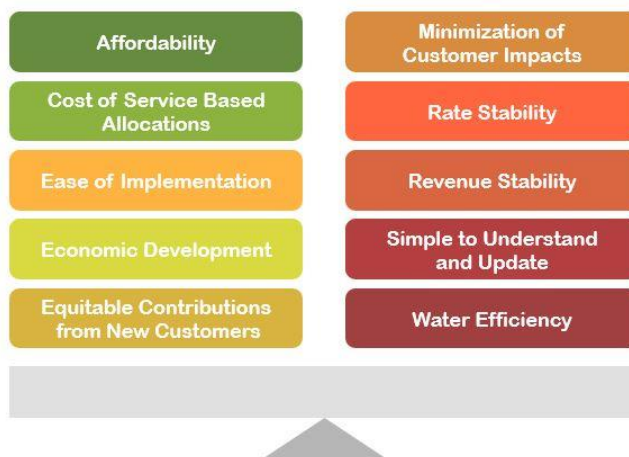 Affordability
Cost of Service Based
Allocations
Ease of Implementation
Economic Development
Equitable Contributions
from New Customers
Minimization of
Customer Impacts
Rate Stability
Revenue Stability
Simple to Understand
and Update
Water Efficiency